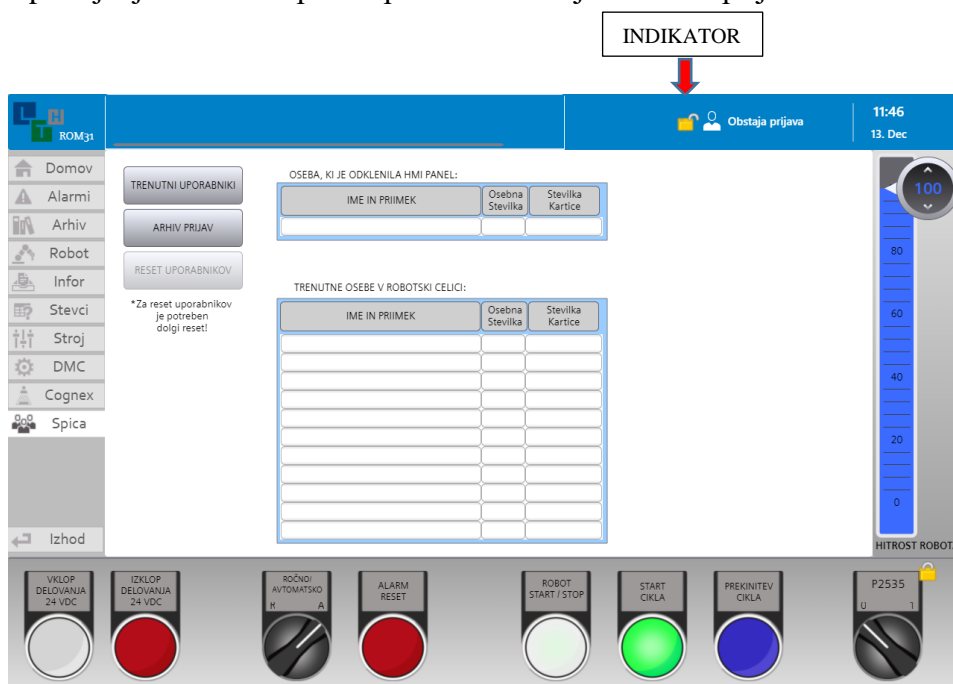 INDIKATOR
L H
T ROM31
Obstaja prijava
11:46
13. Dec
Domov
Alarmi
Arhiv
Robot
Infor
Stevci
Stroj
DMC
Cognex
Spica
Izhod
TRENUTNI UPORABNIKI
ARHIV PRIJAV
RESET UPORABNIKOV
*Za reset uporabnikov
je potreben
dolgi reset!
OSEBA, KI JE ODKLENILA HMI PANEL:
IME IN PRIIMEK
Osebna
Stevilka
Stevilka
Kartice
TRENUTNE OSEBE V ROBOTSKI CELICI:
IME IN PRIIMEK
Osebna
Stevilka
Stevilka
Kartice
100
80
60
40
20
0
HITROST ROBOT
VKLOP
DELOVANJA
24 VDC
IZKLOP
DELOVANJA
24 VDC
ROČNO/
AVTOMATSKO
R A
ALARM
RESET
ROBOT
START / STOP
START
CIKLA
PREKINITEV
CIKLA
P2535
0 1